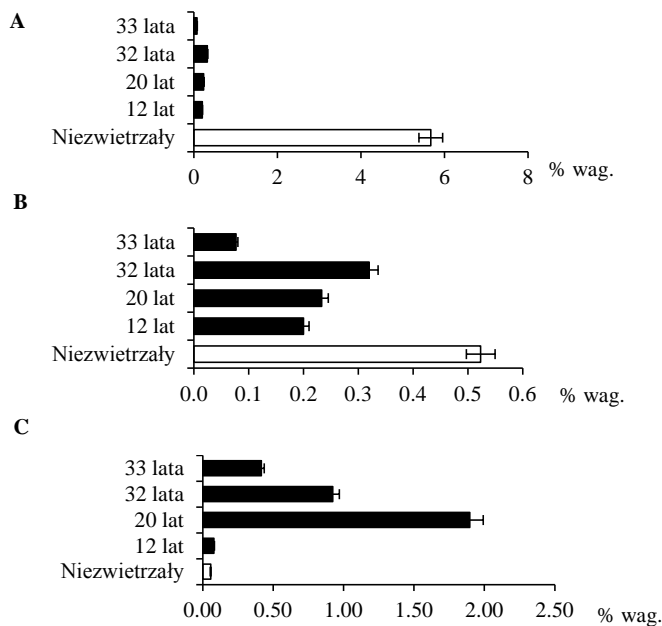 A
33 lata
32 lata
20 lat
12 lat
Niezwietrzały
0 2 4 6 8
% wag.
B
33 lata
32 lata
20 lat
12 lat
Niezwietrzały
0.0 0.1 0.2 0.3 0.4 0.5 0.6
% wag.
C
33 lata
32 lata
20 lat
12 lat
Niezwietrzały
0.00 0.50 1.00 1.50 2.00 2.50
% wag.